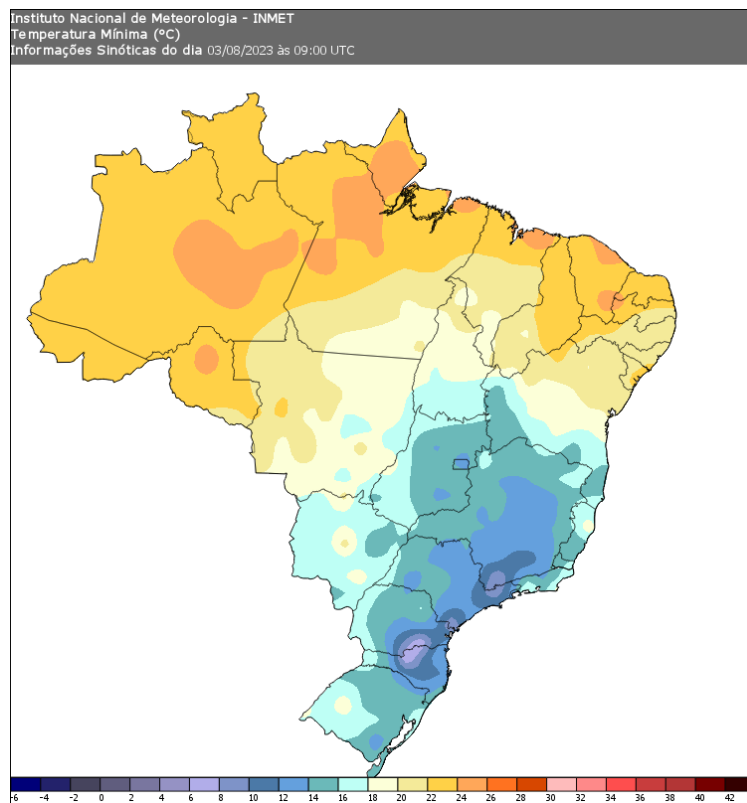 Instituto Nacional de Meteorologia - INMET
Temperatura Mínima (ºC)
Informações Sinóticas do dia 03/08/2023 às 09:00 UTC
-6 -4 -2 0 2 4 6 8 10 12 14 16 18 20 22 24 26 28 30 32 34 36 38 40 42